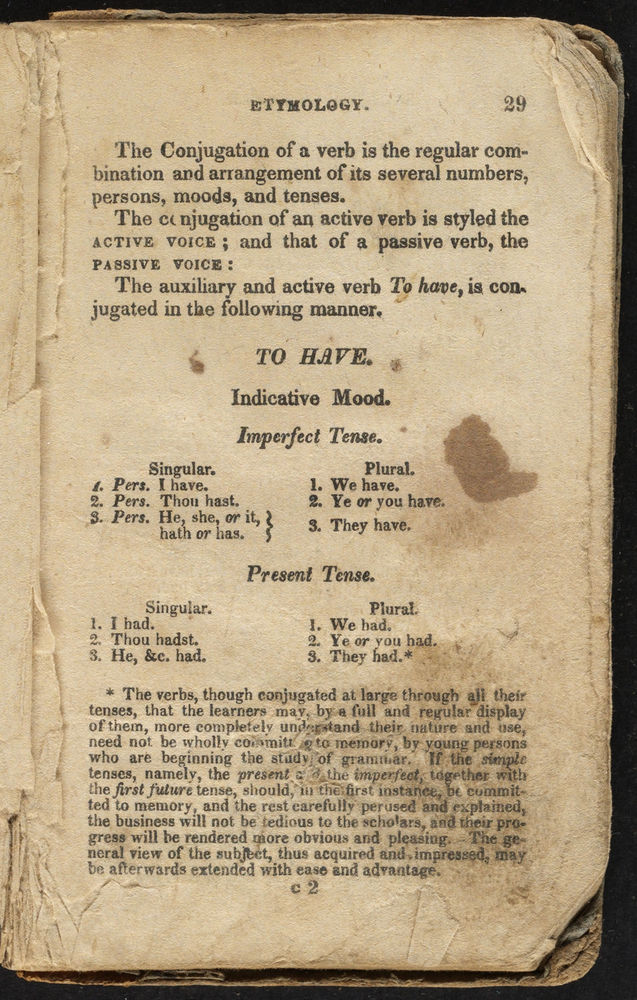 ETYMOLOGY. 29
The Conjugation of a verb is the regular com-
bination and arrangement of its several numbers,
persons, moods, and tenses.
The conjugation of an active verb is styled the
ACTIVE VOICE; and that of a passive verb, the
PASSIVE VOICE:
The auxiliary and active verb To have, is con-
jugated in the following manner.
TO HAVE.
Indicative Mood.
Imperfect Tense.
Singular. Plural.
1. Pers. I have. 1. We have.
2. Pers. Thou hast. 2. Ye or you have.
3. Pers. He, she, or it, } 3. They have.
hath or has.
Present Tense.
Singular. Plural.
1. I had. 1. We had.
2. Thou hadst. 2. Ye or you had.
3. He, &c. had. 3. They had.*
* The verbs, though conjugated at large through all their
tenses, that the learners may, by a full and regular display
of them, more completely understand their nature and use,
need not be wholly committed to memory, by young persons
who are beginning the study of grammar. If the simple
tenses, namely, the present and the imperfect, together with
the first future tense, should, in the first instance, be commit-
ted to memory, and the rest carefully perused and explained,
the business will not be tedious to the scholars, and their pro-
gress will be rendered more obvious and pleasing. The ge-
neral view of the subject, thus acquired and impressed, may
be afterwards extended with ease and advantage.
C 2